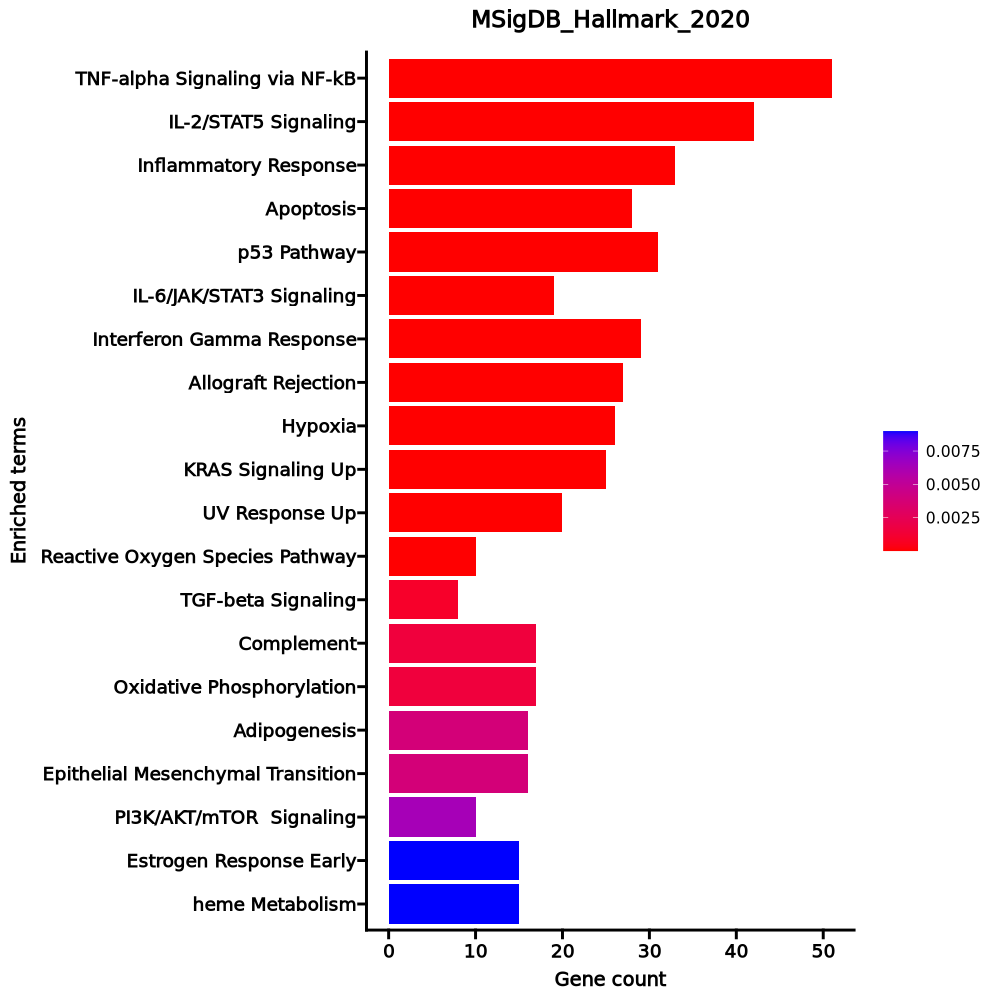 MSigDB_Hallmark_2020
Enriched terms
TNF-alpha Signaling via NF-kB
IL-2/STAT5 Signaling
Inflammatory Response
Apoptosis
p53 Pathway
IL-6/JAK/STAT3 Signaling
Interferon Gamma Response
Allograft Rejection
Hypoxia
KRAS Signaling Up
UV Response Up
Reactive Oxygen Species Pathway
TGF-beta Signaling
Complement
Oxidative Phosphorylation
Adipogenesis
Epithelial Mesenchymal Transition
PI3K/AKT/mTOR  Signaling
Estrogen Response Early
heme Metabolism
0 10 20 30 40 50
Gene count
0.0075
0.0050
0.0025